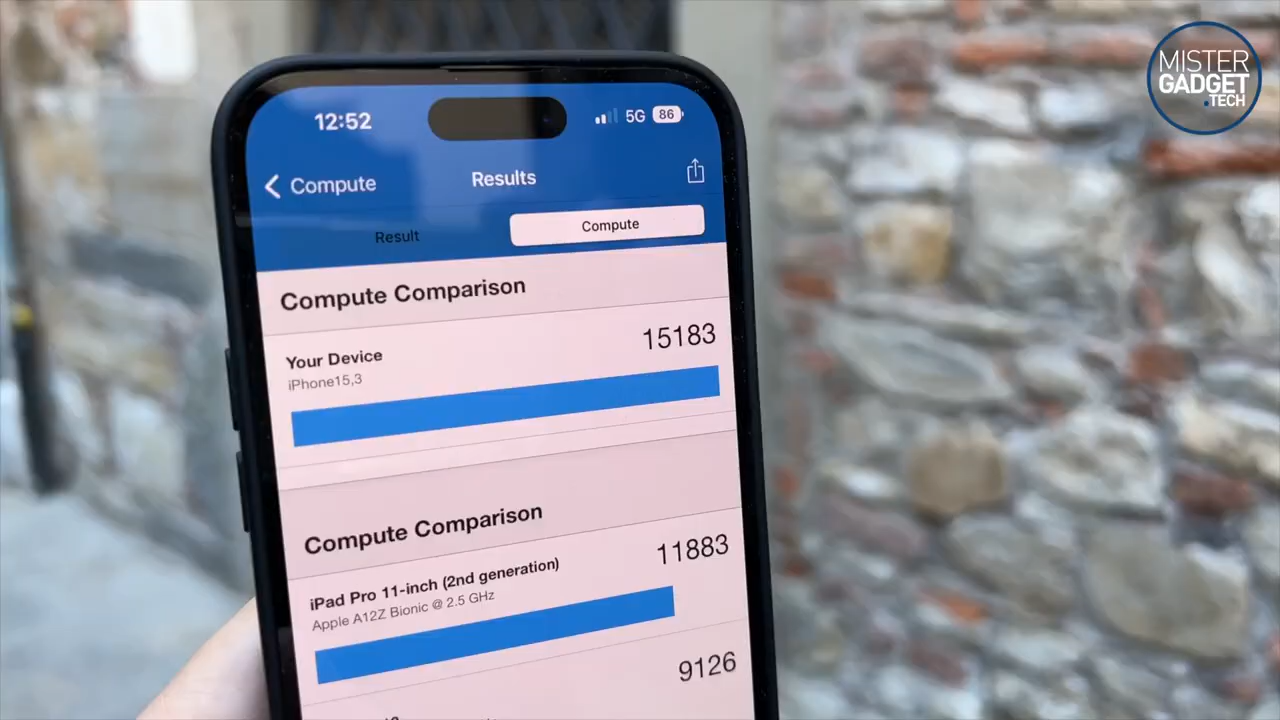 MISTER
GADGET
.TECH
12:52
5G 86
Compute
Results
Result
Compute
Compute Comparison
Your Device
15183
iPhone15,3
Compute Comparison
iPad Pro 11-inch (2nd generation)
11883
Apple A12Z Bionic @ 2.5 GHz
9126